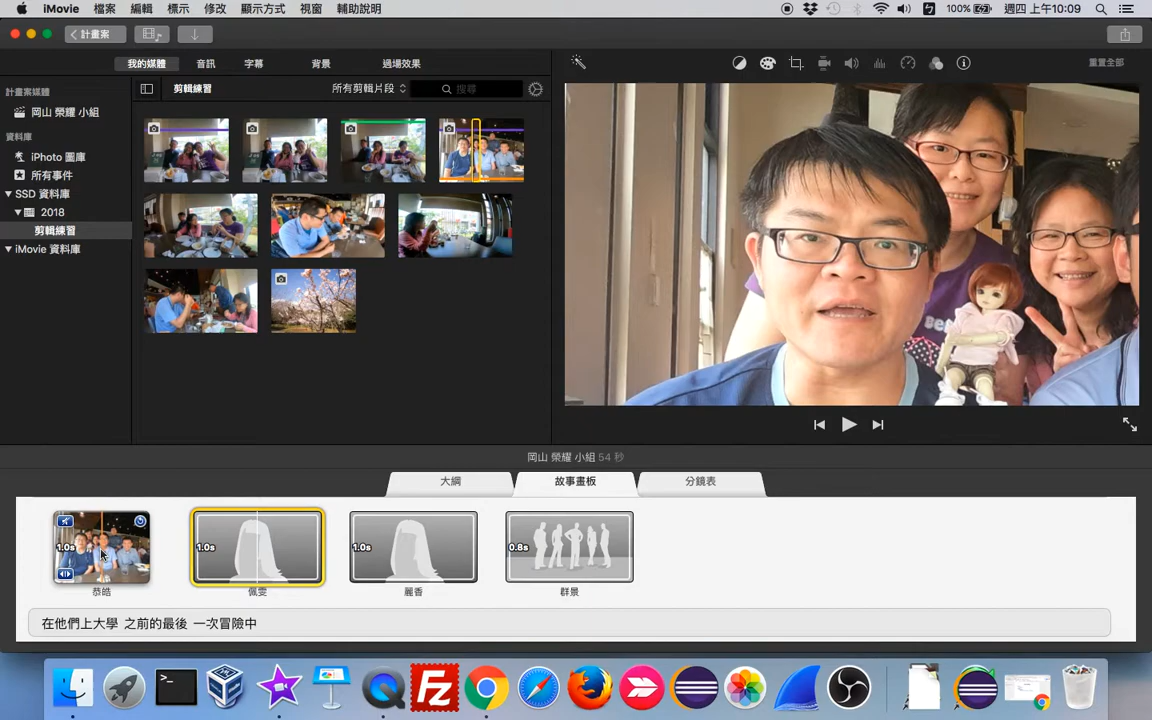 iMovie 檔案 編輯 標示 修改 顯示方式 視窗 輔助說明 100% 週四 上午10:09
計畫案
我的媒體 音訊 字幕 背景 過場效果 重置全部
計畫案媒體
岡山 榮耀 小組
資料庫
iPhoto 圖庫
所有事件
SSD 資料庫
2018
剪輯練習
iMovie 資料庫
剪輯練習 所有剪輯片段 搜尋
岡山 榮耀 小組 54 秒
大綱 故事畫板 分鏡表
1.0s 1.0s 1.0s 0.8s
恭皓 佩雯 麗香 群景
在他們上大學 之前的最後 一次冒險中